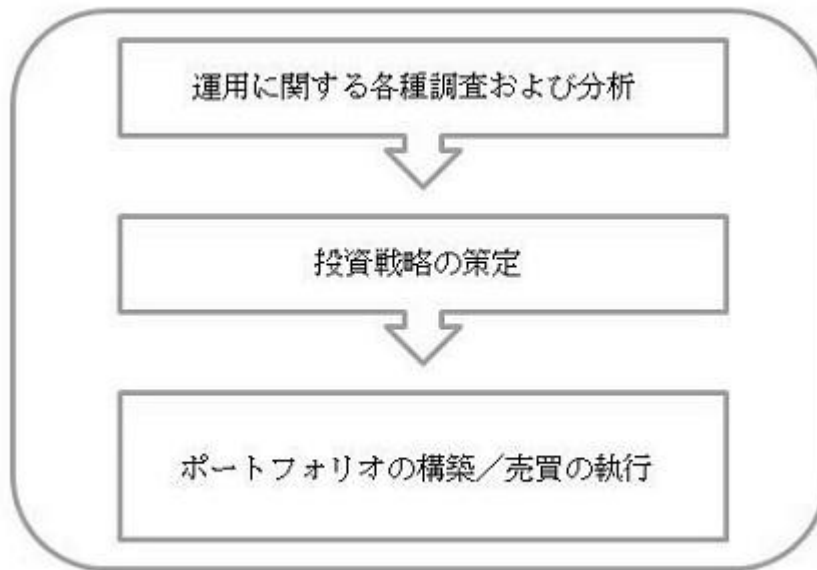 運用に関する各種調査および分析
投資戦略の策定
ポートフォリオの構築／売買の執行